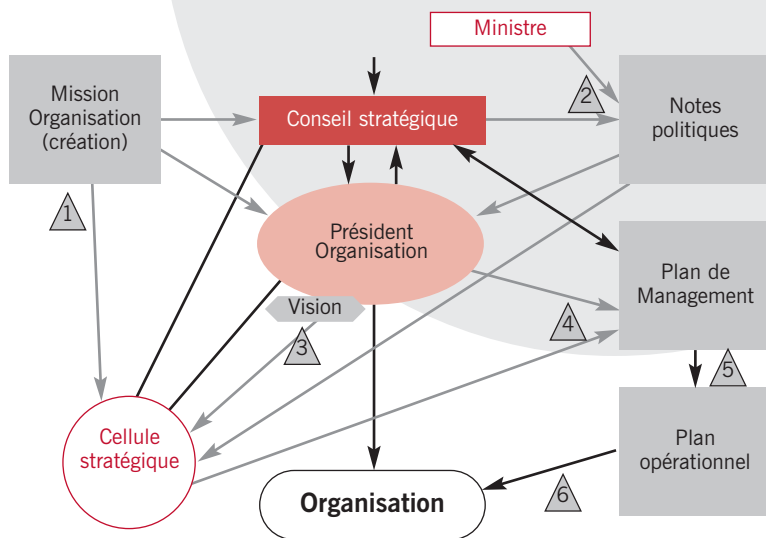 Ministre
Mission
Organisation
(création)
Conseil stratégique
2
Notes
politiques
1
Président
Organisation
Plan de
Management
Vision
3
4
5
Cellule
stratégique
Plan
opérationnel
Organisation
6